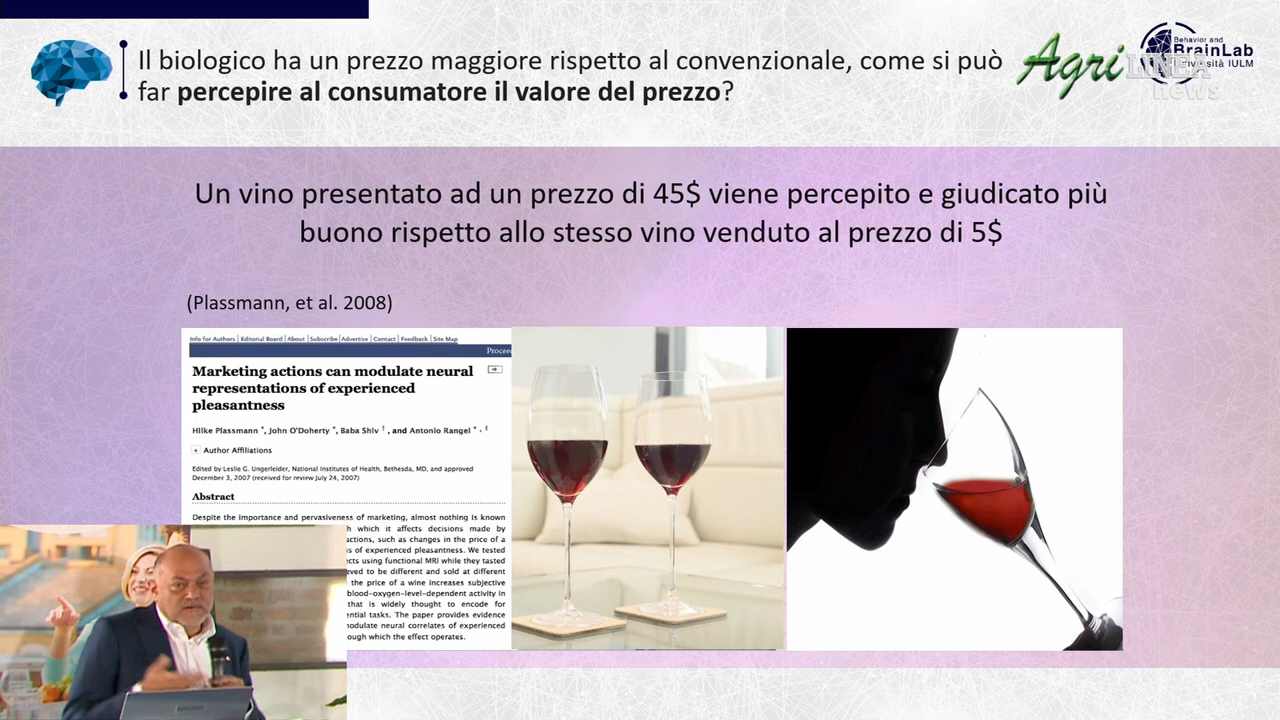 Il biologico ha un prezzo maggiore rispetto al convenzionale, come si può
far percepire al consumatore il valore del prezzo?
Agri LINEA
news
Behavior and
BrainLab
Università IULM
Un vino presentato ad un prezzo di 45$ viene percepito e giudicato più
buono rispetto allo stesso vino venduto al prezzo di 5$
(Plassmann, et al. 2008)
Info for Authors | Editorial Board | About | Subscribe | Advertise | Contact | Feedback | Site Map
Proceed
Marketing actions can modulate neural
representations of experienced
pleasantness
Hilke Plassmann *, John O'Doherty *, Baba Shiv †, and Antonio Rangel *, ‡
+ Author Affiliations
Edited by Leslie G. Ungerleider, National Institutes of Health, Bethesda, MD, and approved
December 3, 2007 (received for review July 24, 2007)
Abstract
Despite the importance and pervasiveness of marketing, almost nothing is known
h which it affects decisions made by
actions, such as changes in the price of a
s of experienced pleasantness. We tested
cts using functional MRI while they tasted
eved to be different and sold at different
the price of a wine increases subjective
blood-oxygen-level-dependent activity in
that is widely thought to encode for
ential tasks. The paper provides evidence
modulate neural correlates of experienced
ough which the effect operates.